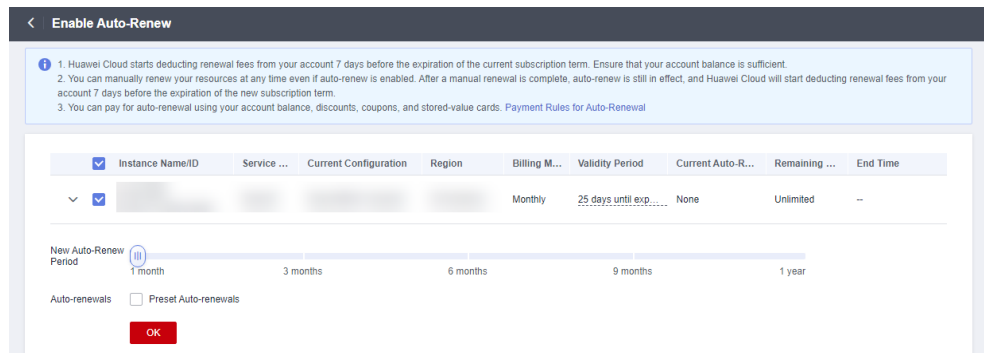 Enable Auto-Renew
1. Huawei Cloud starts deducting renewal fees from your account 7 days before the expiration of the current subscription term. Ensure that your account balance is sufficient.
2. You can manually renew your resources at any time even if auto-renew is enabled. After a manual renewal is complete, auto-renew is still in effect, and Huawei Cloud will start deducting renewal fees from your
account 7 days before the expiration of the new subscription term.
3. You can pay for auto-renewal using your account balance, discounts, coupons, and stored-value cards. Payment Rules for Auto-Renewal
Instance Name/ID Service ... Current Configuration Region Billing M... Validity Period Current Auto-R... Remaining ... End Time
Monthly 25 days until exp... None Unlimited --
New Auto-Renew
Period
1 month 3 months 6 months 9 months 1 year
Auto-renewals Preset Auto-renewals
OK